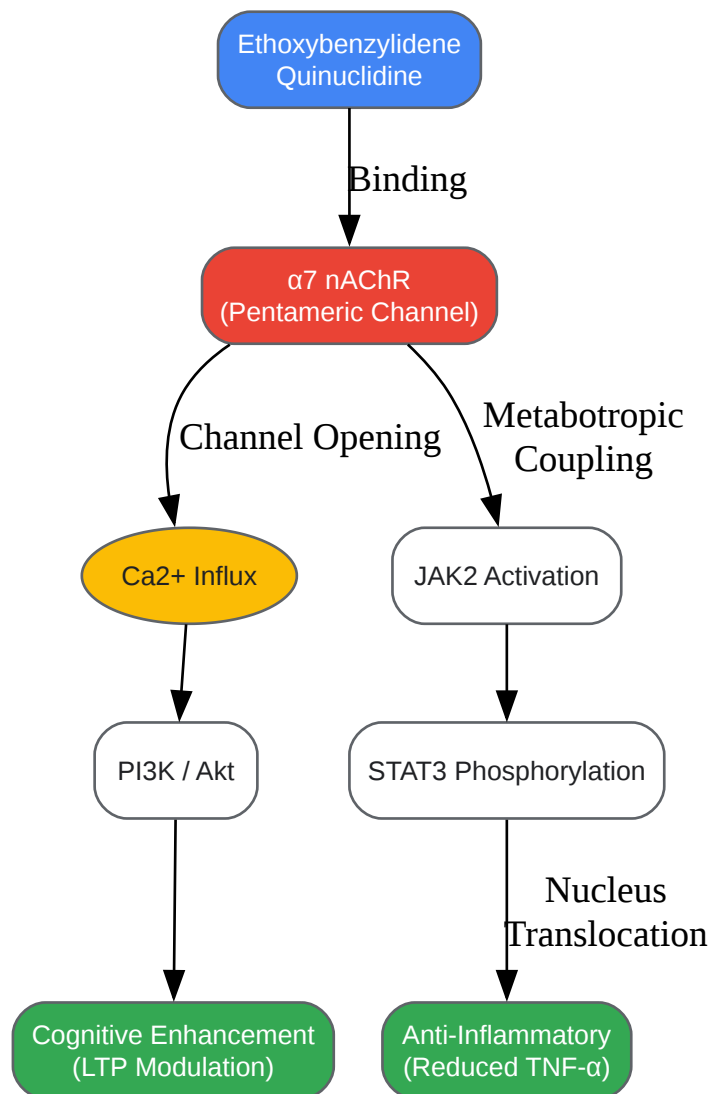 Ethoxybenzylidene
Quinuclidine
Binding
α7 nAChR
(Pentameric Channel)
Channel Opening
Metabotropic
Coupling
Ca2+ Influx
JAK2 Activation
PI3K / Akt
STAT3 Phosphorylation
Nucleus
Translocation
Cognitive Enhancement
(LTP Modulation)
Anti-Inflammatory
(Reduced TNF-α)